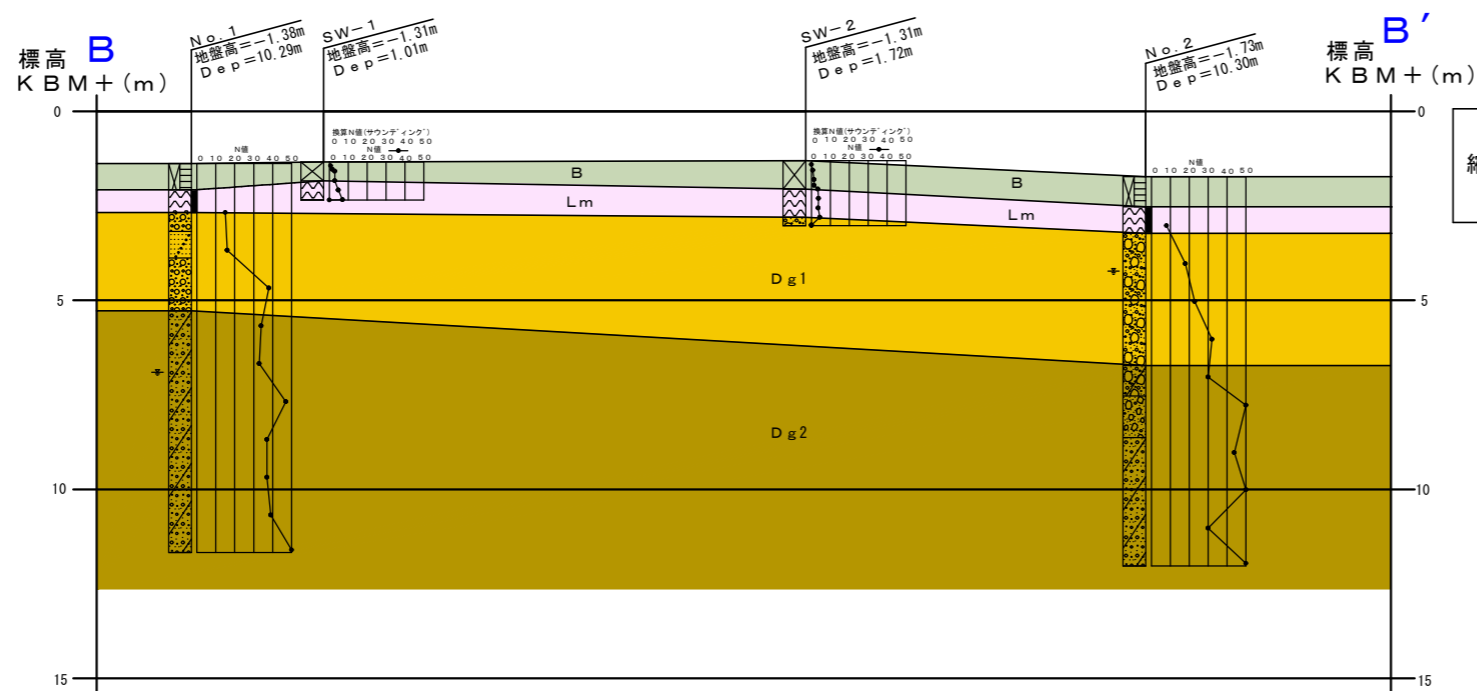 標高 B
ＫＢＭ＋(m)
No.1
地盤高=-1.38m
Dep=10.29m
SW-1
地盤高=-1.31m
Dep=1.01m
SW-2
地盤高=-1.31m
Dep=1.72m
No.2
地盤高=-1.73m
Dep=10.30m
標高 B′
ＫＢＭ＋(m)
0
0
換算N値(サウンディング)
0 10 20 30 40 50
N値
換算N値(サウンディング)
0 10 20 30 40 50
N値
N値
0 10 20 30 40 50
N値
0 10 20 30 40 50
B
B
Lm
Lm
Dg1
5
5
Dg2
10
10
15
15